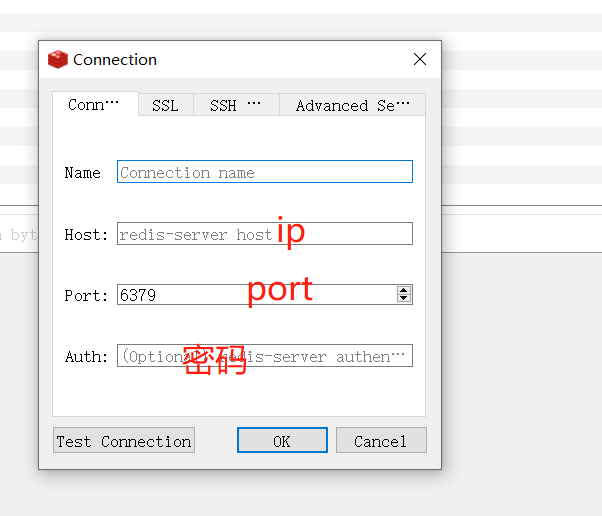 Connection
Conn…
SSL
SSH …
Advanced Se…
Name
Connection name
Host:
redis-server host
ip
Port:
6379
port
Auth:
(Optional) redis-server authen…
密码
Test Connection
OK
Cancel